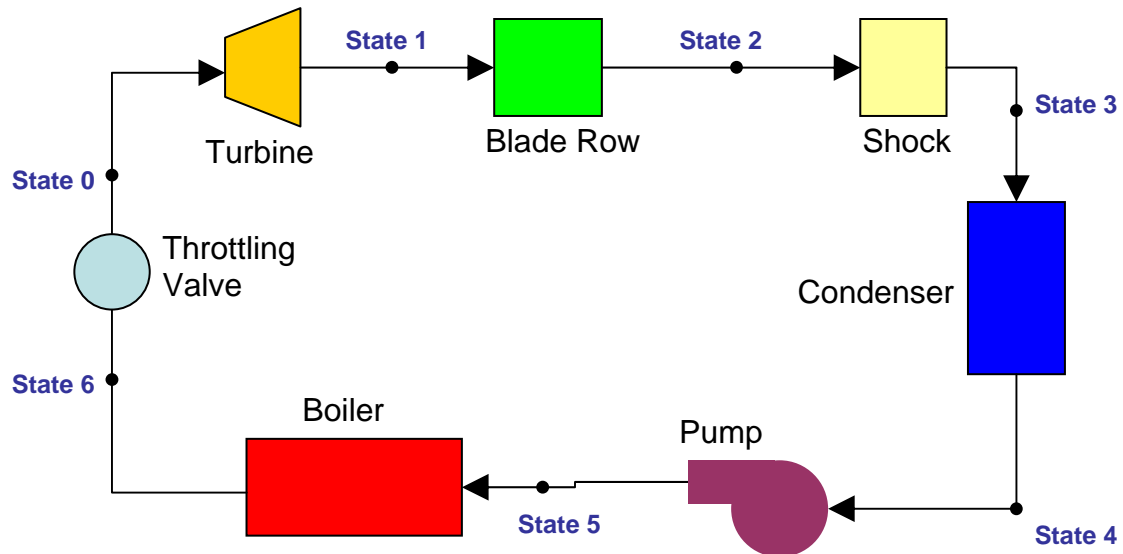 State 1
State 2
State 3
Turbine
Blade Row
Shock
State 0
Throttling
Valve
Condenser
State 6
Boiler
Pump
State 5
State 4